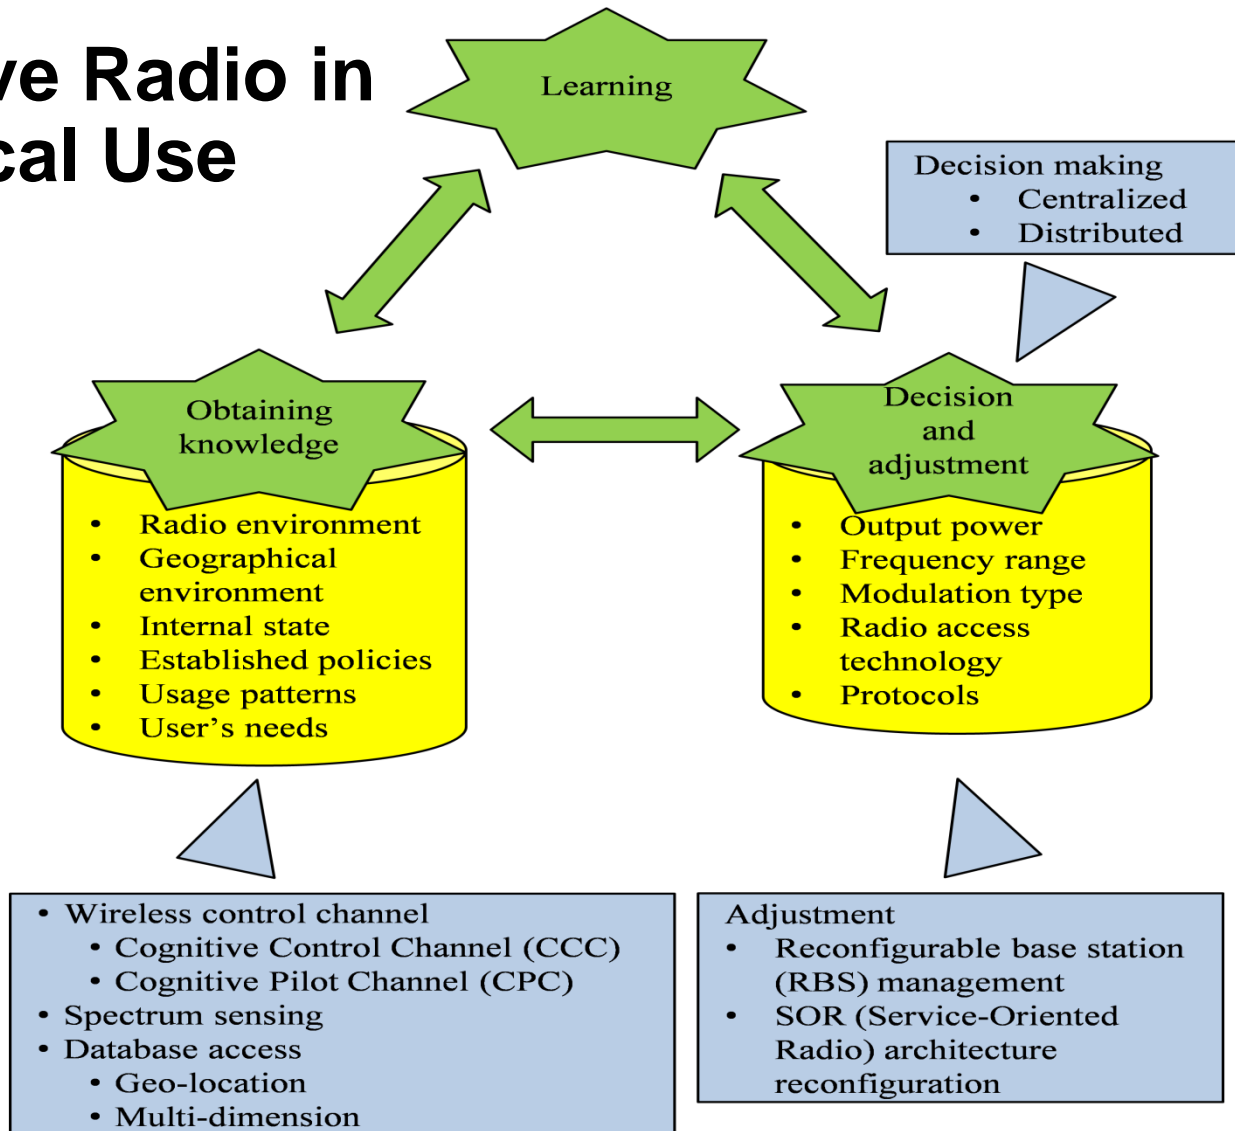 ve Radio in
cal Use
Learning
Decision making
• Centralized
• Distributed
Obtaining
knowledge
Decision
and
adjustment
• Radio environment
• Geographical
environment
• Internal state
• Established policies
• Usage patterns
• User's needs
• Output power
• Frequency range
• Modulation type
• Radio access
technology
• Protocols
• Wireless control channel
• Cognitive Control Channel (CCC)
• Cognitive Pilot Channel (CPC)
• Spectrum sensing
• Database access
• Geo-location
• Multi-dimension
Adjustment
• Reconfigurable base station
(RBS) management
• SOR (Service-Oriented
Radio) architecture
reconfiguration